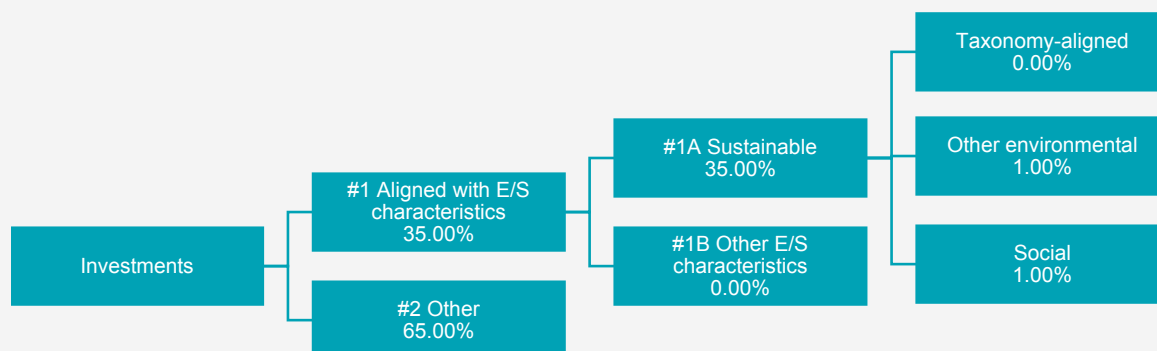 Investments
#1 Aligned with E/S
characteristics
35.00%
#2 Other
65.00%
#1A Sustainable
35.00%
#1B Other E/S
characteristics
0.00%
Taxonomy-aligned
0.00%
Other environmental
1.00%
Social
1.00%